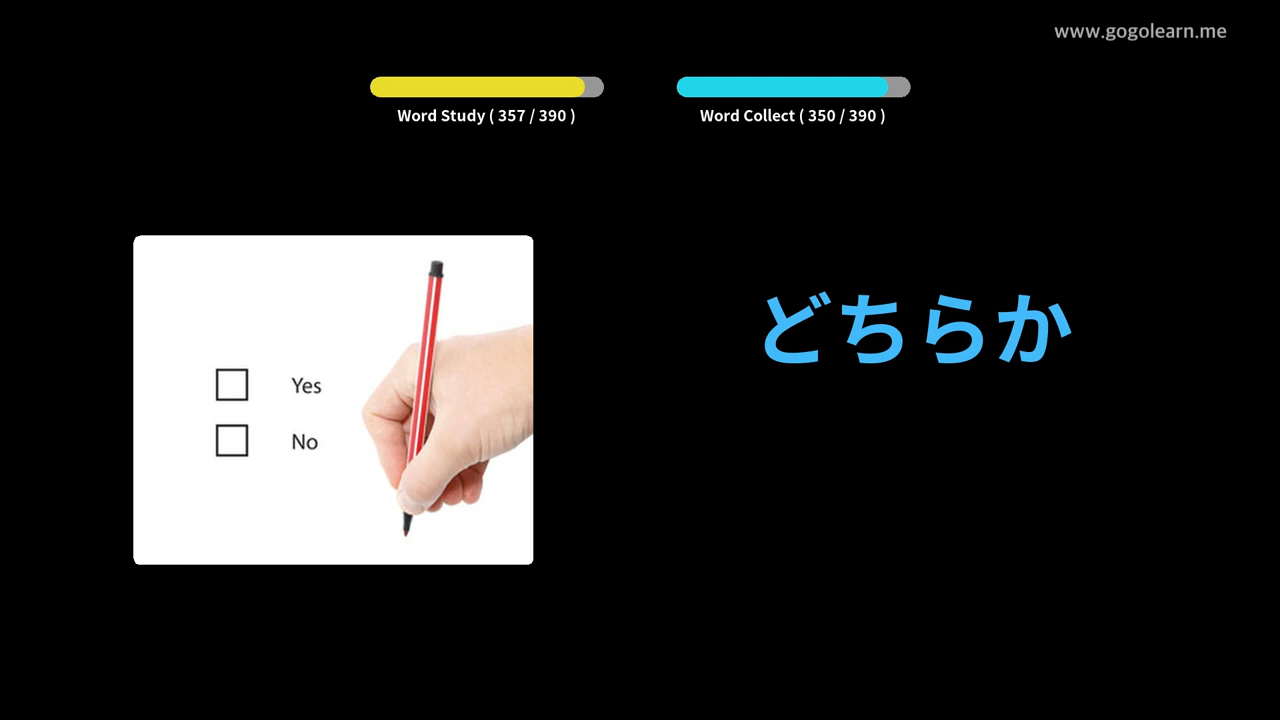 www.gogolearn.me
Word Study ( 357 / 390 )
Word Collect ( 350 / 390 )
Yes
No
どちらか